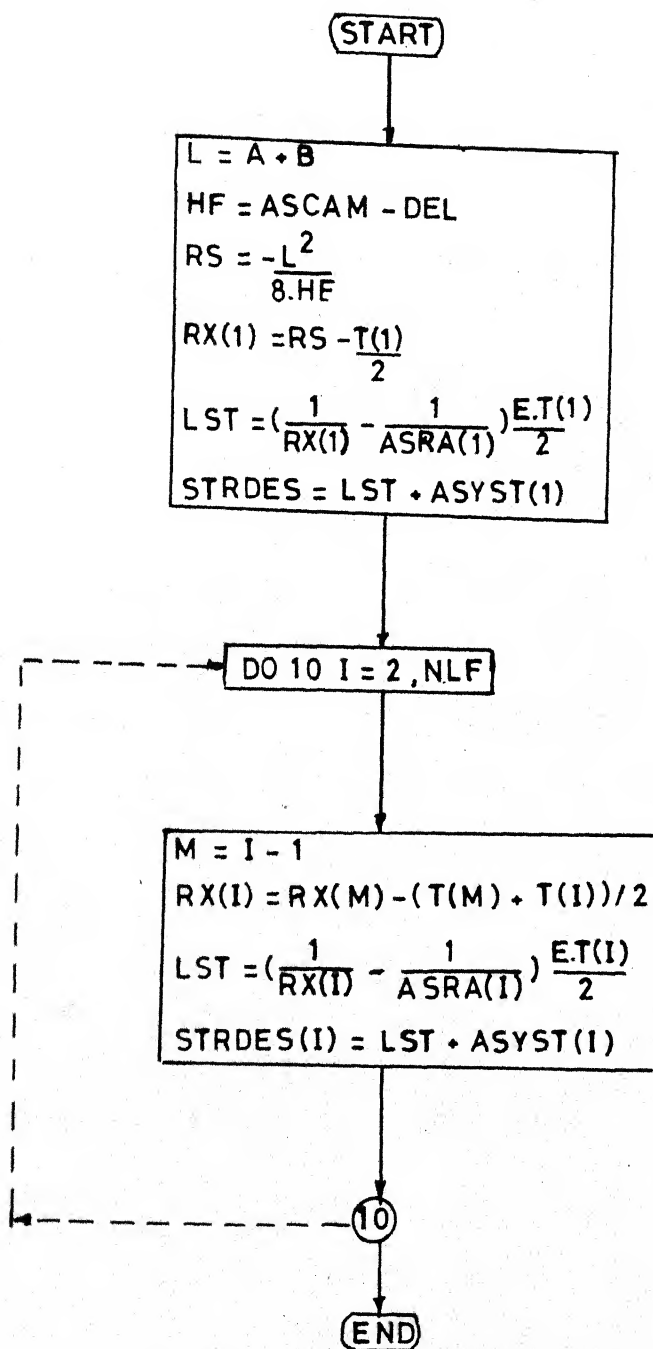 START
L = A + B
HF = ASCAM - DEL
RS = -L²/8.HF
RX(1) = RS - T(1)/2
LST = (1/RX(1) - 1/ASRA(1)) E.T(1)/2
STRDES = LST + ASYST(1)
DO 10 I = 2, NLF
M = I - 1
RX(I) = RX(M) - (T(M) + T(I))/2
LST = (1/RX(I) - 1/ASRA(I)) E.T(I)/2
STRDES(I) = LST + ASYST(I)
10
END